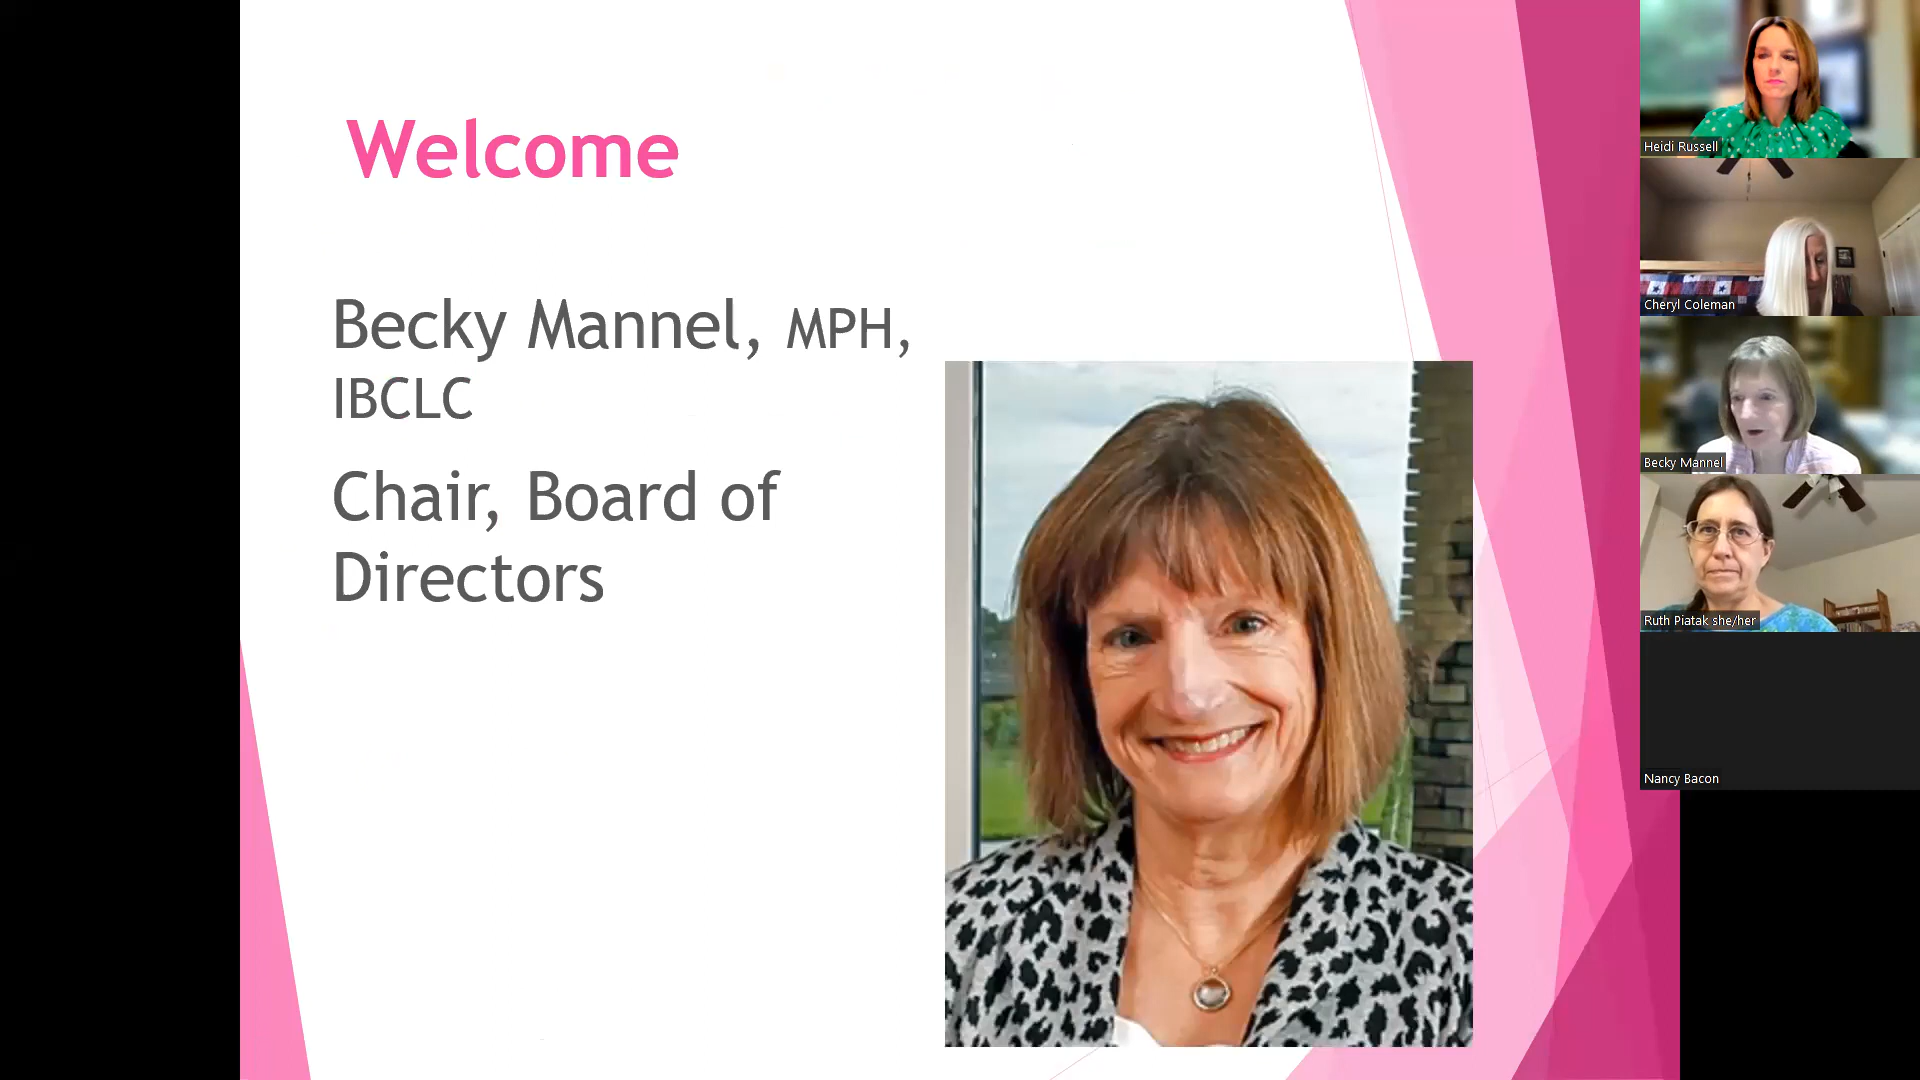 Welcome
Becky Mannel, MPH,
IBCLC
Chair, Board of
Directors
Heidi Russell
Cheryl Coleman
Becky Mannel
Ruth Piatak she/her
Nancy Bacon